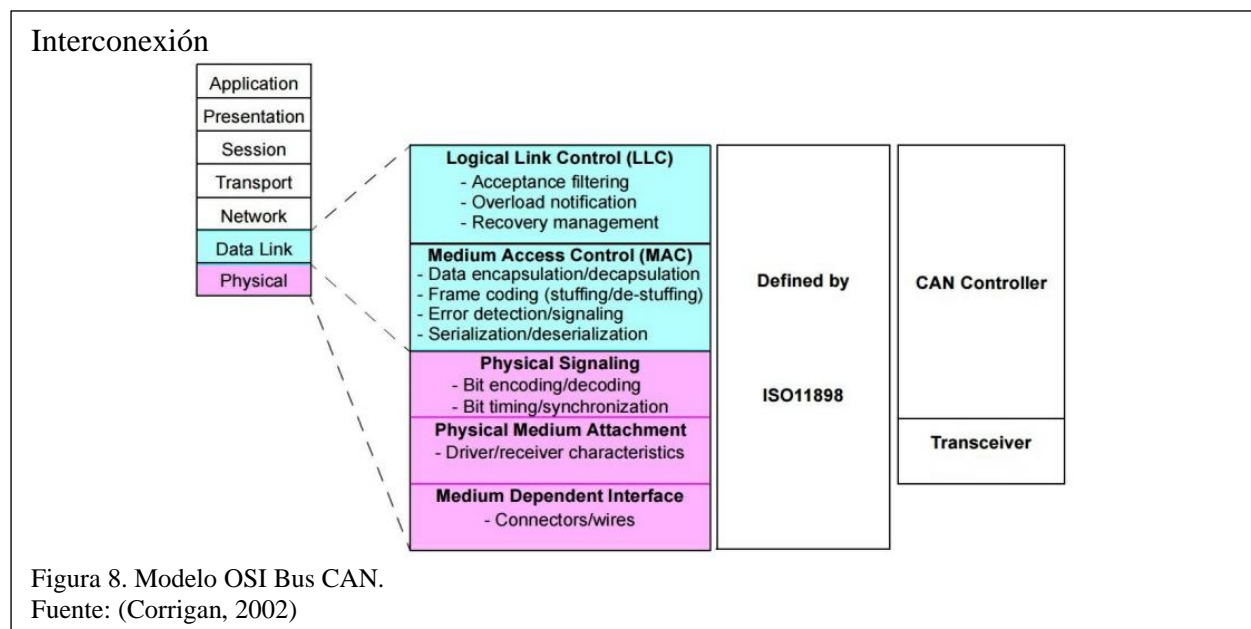 Interconexión
Application
Presentation
Session
Transport
Network
Data Link
Physical
Logical Link Control (LLC)
- Acceptance filtering
- Overload notification
- Recovery management
Medium Access Control (MAC)
- Data encapsulation/decapsulation
- Frame coding (stuffing/de-stuffing)
- Error detection/signaling
- Serialization/deserialization
Physical Signaling
- Bit encoding/decoding
- Bit timing/synchronization
Physical Medium Attachment
- Driver/receiver characteristics
Medium Dependent Interface
- Connectors/wires
Defined by
ISO11898
CAN Controller
Transceiver
Figura 8. Modelo OSI Bus CAN.
Fuente: (Corrigan, 2002)